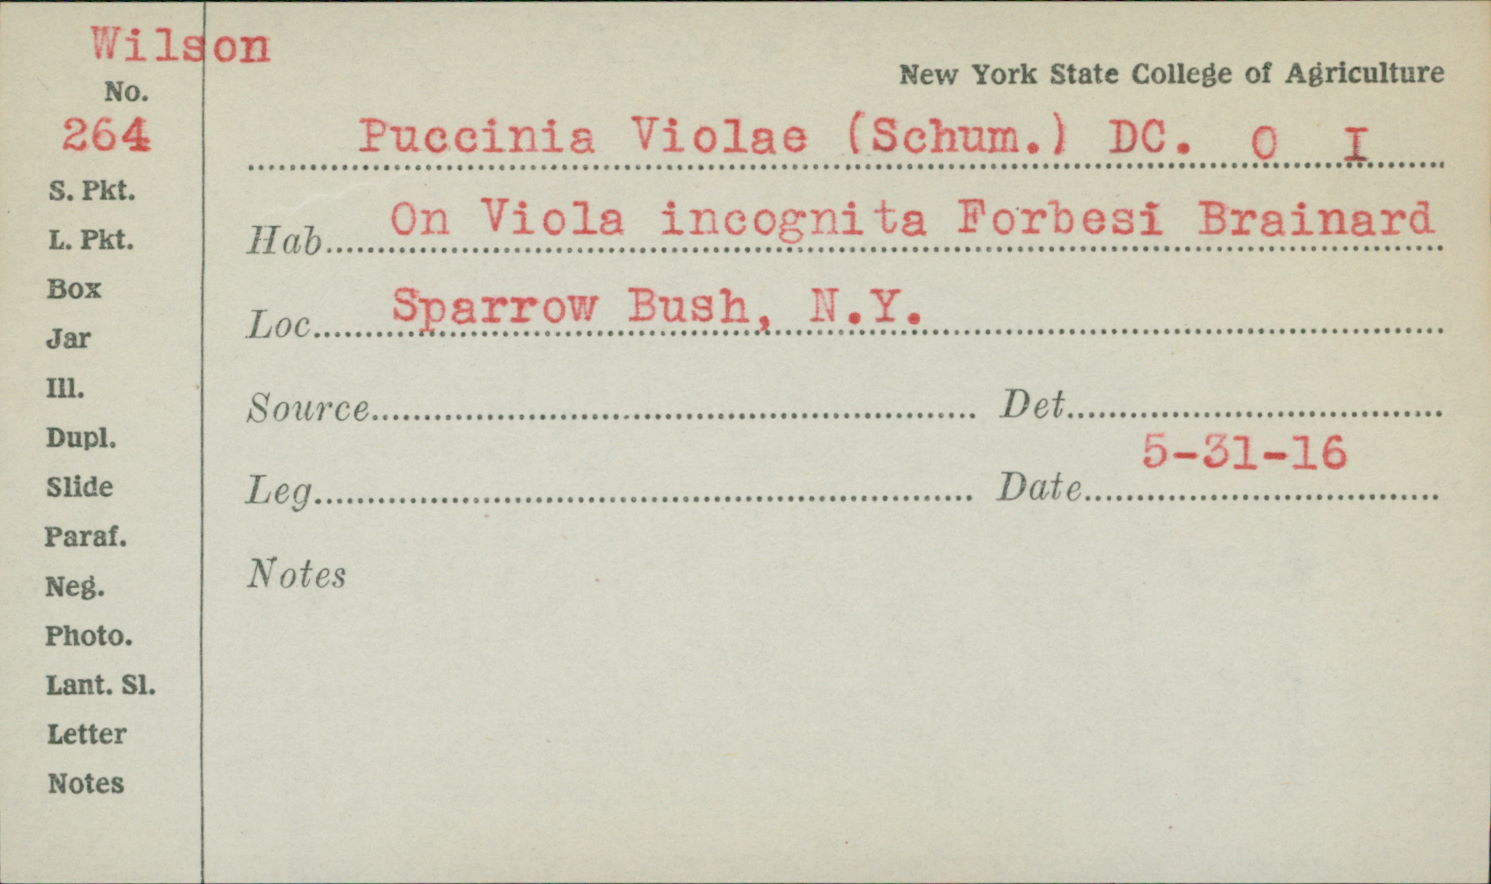 Wilson
New York State College of Agriculture
No.
264
Puccinia Violae (Schum.) DC. O I
S. Pkt.
L. Pkt.
Box
Jar
Ill.
Dupl.
Slide
Paraf.
Neg.
Photo.
Lant. Sl.
Letter
Notes
Hab. On Viola incognita Forbesi Brainard
Loc. Sparrow Bush, N.Y.
Source Det.
Leg. Date 5-31-16
Notes